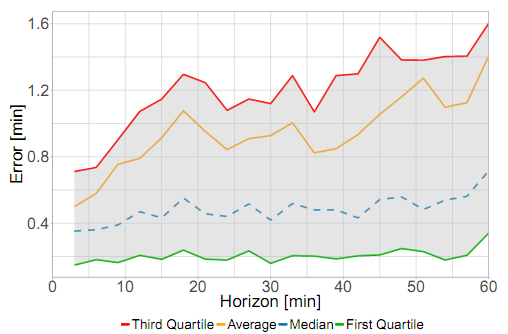 1.6
1.2
0.8
0.4
Error [min]
0 10 20 30 40 50 60
Horizon [min]
Third Quartile Average Median First Quartile